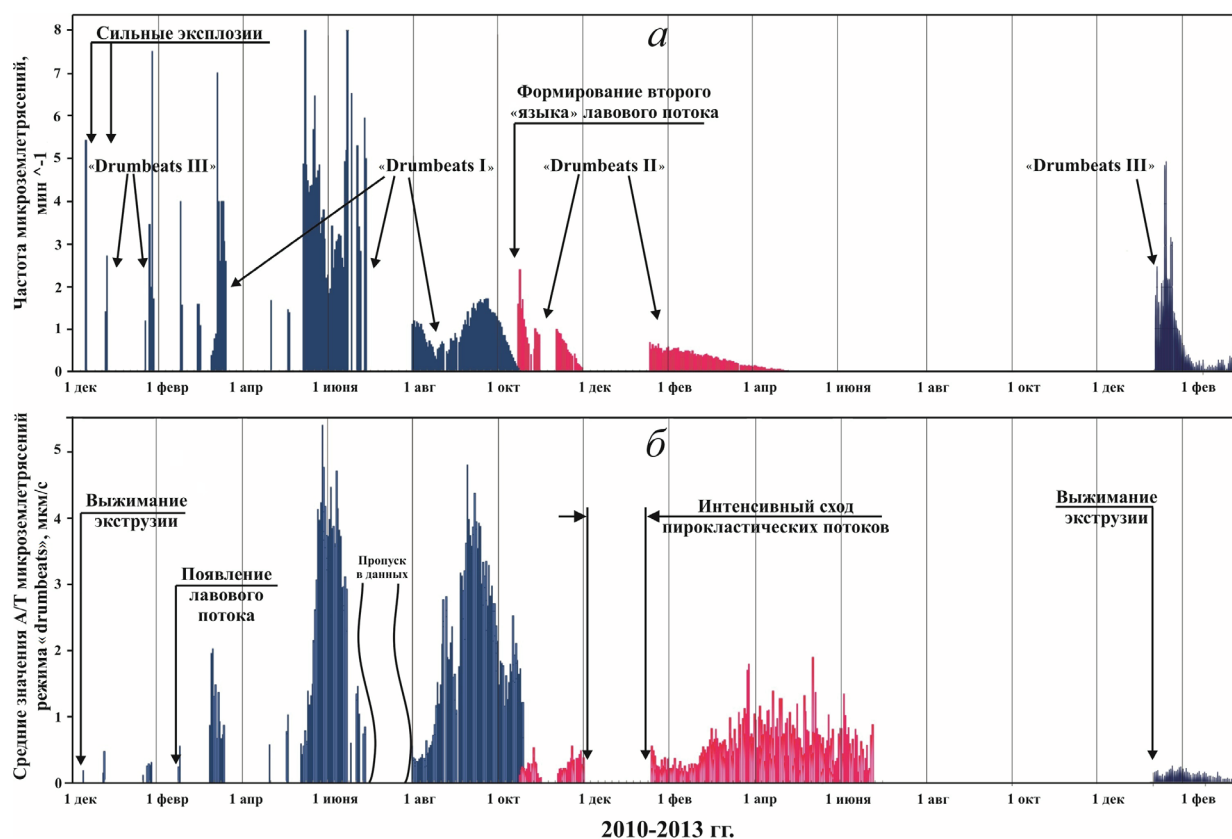 Сильные эксплозии
а
8
7
6
5
4
3
2
1
0
Частота микроземлетрясений,
мин ^-1
Формирование второго
«языка» лавового потока
«Drumbeats III»
«Drumbeats I»
«Drumbeats II»
«Drumbeats III»
1 дек
1 февр
1 апр
1 июня
1 авг
1 окт
1 дек
1 фев
1 апр
1 июня
1 авг
1 окт
1 дек
1 фев
б
5
4
3
2
1
0
Средние значения А/Т микроземлетрясений
режима «drumbeats», мкм/с
Выжимание
экструзии
Появление
лавового
потока
Пропуск
в данных
Интенсивный сход
пирокластических потоков
Выжимание
экструзии
1 дек
1 февр
1 апр
1 июня
1 авг
1 окт
1 дек
1 фев
1 апр
1 июня
1 авг
1 окт
1 дек
1 фев
2010-2013 гг.